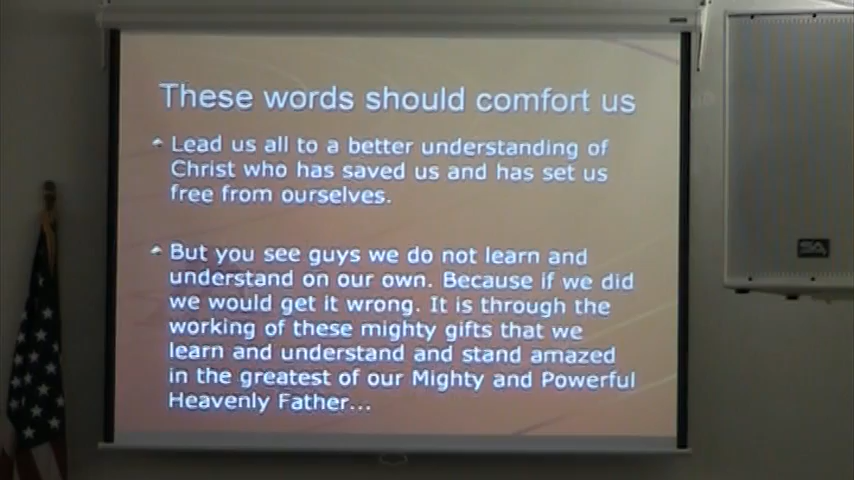 These words should comfort us
Lead us all to a better understanding of
Christ who has saved us and has set us
free from ourselves.
But you see guys we do not learn and
understand on our own. Because if we did
we would get it wrong. It is through the
working of these mighty gifts that we
learn and understand and stand amazed
in the greatest of our Mighty and Powerful
Heavenly Father...
SA